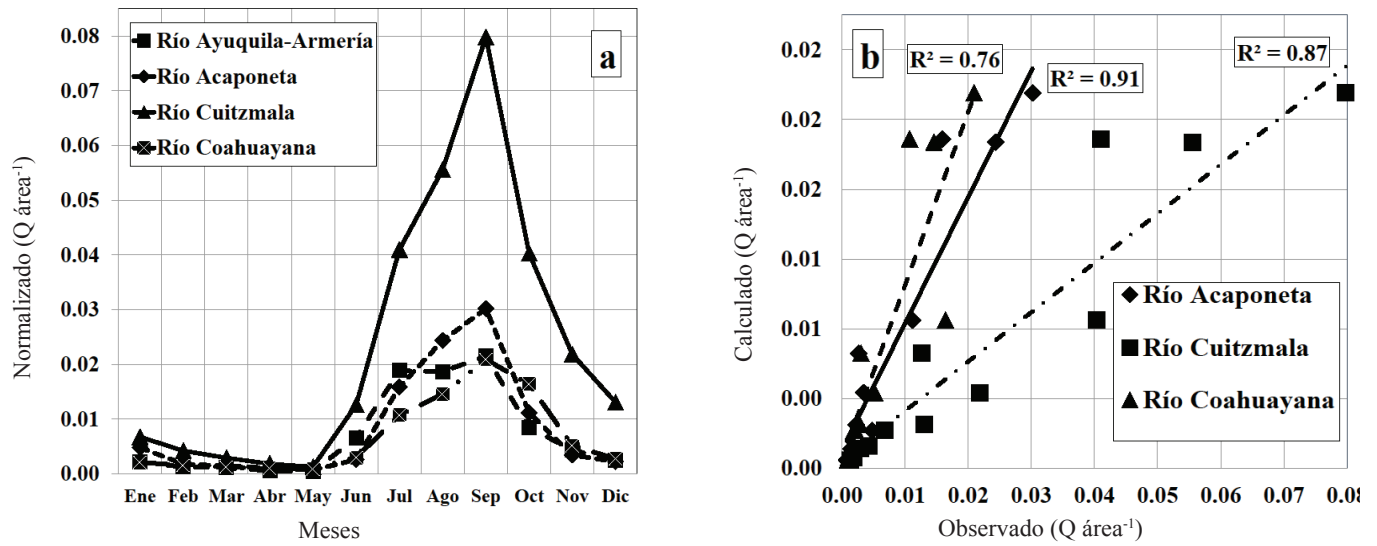 0.08
0.07
0.06
0.05
0.04
0.03
0.02
0.01
0.00
Normalizado (Q área⁻¹)
Río Ayuquila-Armería
Río Acaponeta
Río Cuitzmala
Río Coahuayana
a
Ene Feb Mar Abr May Jun Jul Ago Sep Oct Nov Dic
Meses
0.02
0.02
0.02
0.01
0.01
0.00
0.00
Calculado (Q área⁻¹)
b
R² = 0.76
R² = 0.91
R² = 0.87
Río Acaponeta
Río Cuitzmala
Río Coahuayana
0.00 0.01 0.02 0.03 0.04 0.05 0.06 0.07 0.08
Observado (Q área⁻¹)